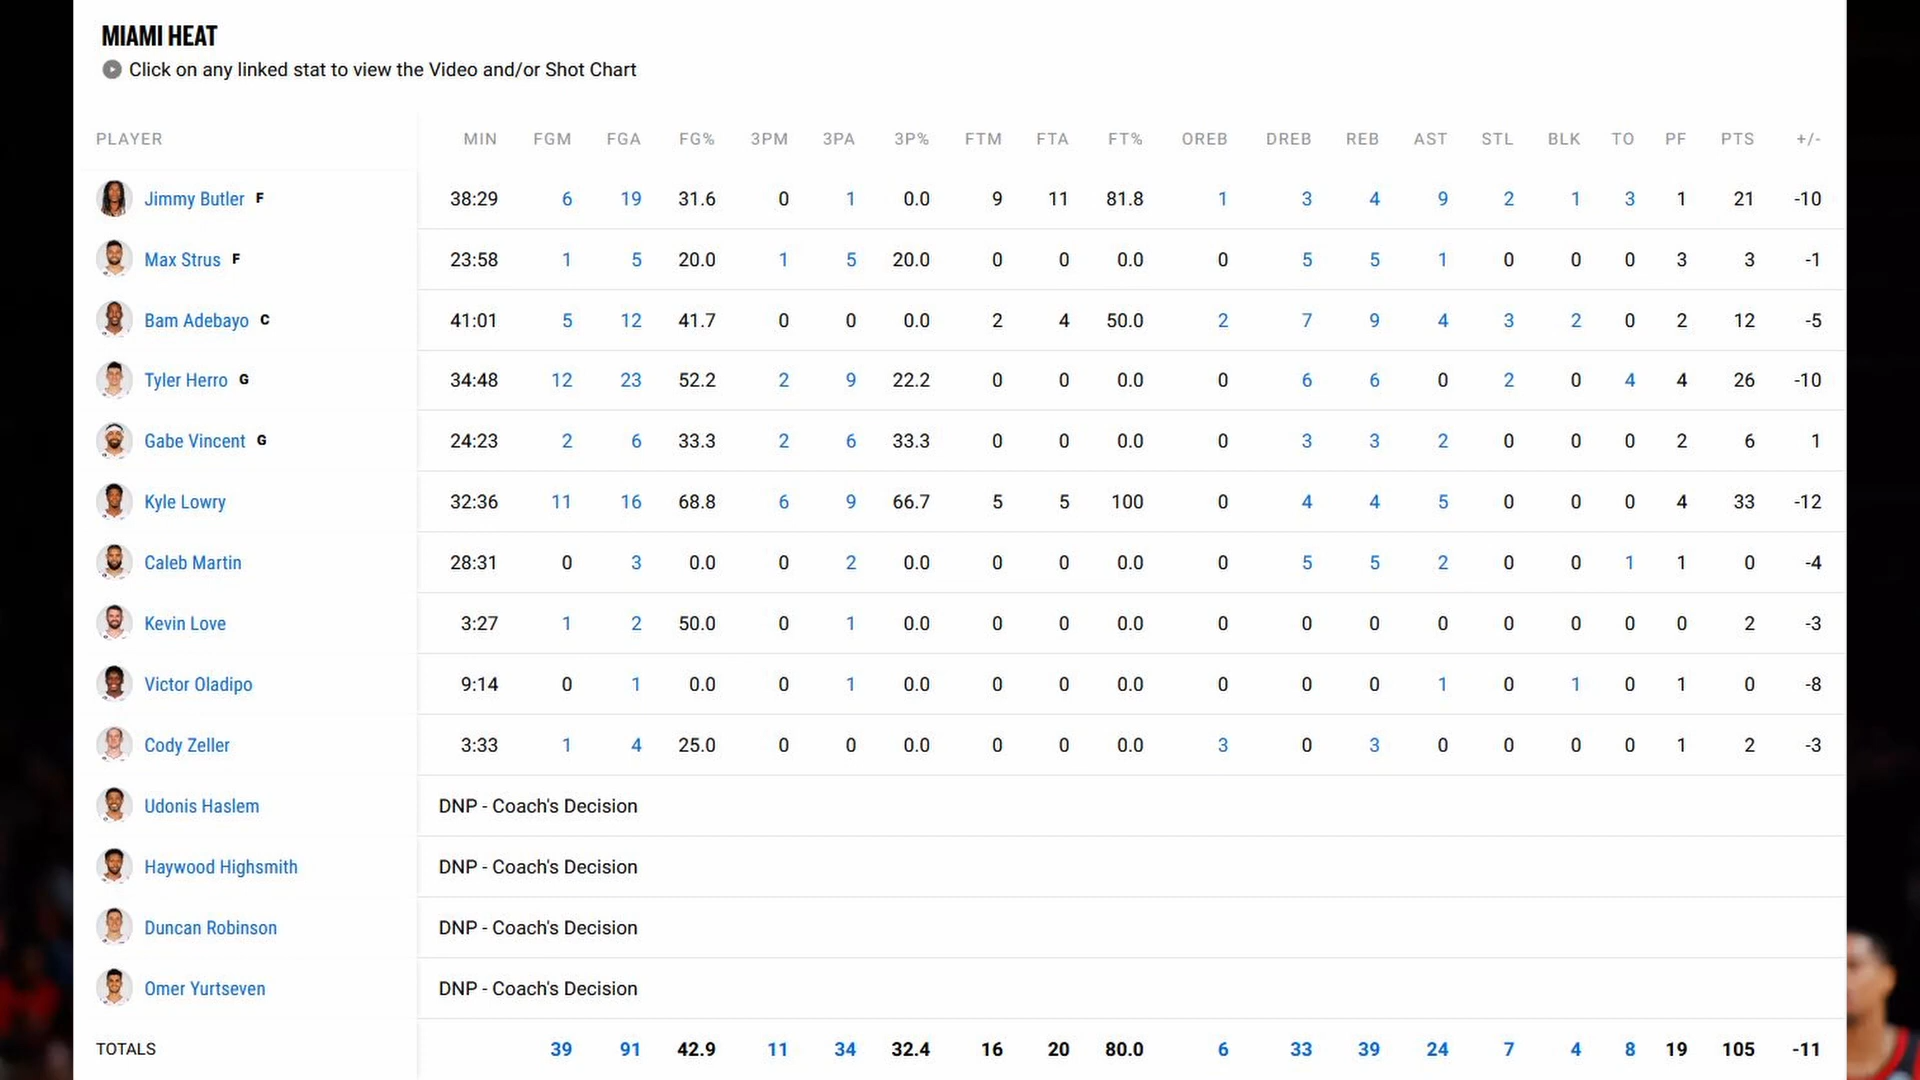 MIAMI HEAT
Click on any linked stat to view the Video and/or Shot Chart
PLAYER MIN FGM FGA FG% 3PM 3PA 3P% FTM FTA FT% OREB DREB REB AST STL BLK TO PF PTS +/-
Jimmy Butler F 38:29 6 19 31.6 0 1 0.0 9 11 81.8 1 3 4 9 2 1 3 1 21 -10
Max Strus F 23:58 1 5 20.0 1 5 20.0 0 0 0.0 0 5 5 1 0 0 0 3 3 -1
Bam Adebayo C 41:01 5 12 41.7 0 0 0.0 2 4 50.0 2 7 9 4 3 2 0 2 12 -5
Tyler Herro G 34:48 12 23 52.2 2 9 22.2 0 0 0.0 0 6 6 0 2 0 4 4 26 -10
Gabe Vincent G 24:23 2 6 33.3 2 6 33.3 0 0 0.0 0 3 3 2 0 0 0 2 6 1
Kyle Lowry 32:36 11 16 68.8 6 9 66.7 5 5 100 0 4 4 5 0 0 0 4 33 -12
Caleb Martin 28:31 0 3 0.0 0 2 0.0 0 0 0.0 0 5 5 2 0 0 1 1 0 -4
Kevin Love 3:27 1 2 50.0 0 1 0.0 0 0 0.0 0 0 0 0 0 0 0 0 2 -3
Victor Oladipo 9:14 0 1 0.0 0 1 0.0 0 0 0.0 0 0 0 1 0 1 0 1 0 -8
Cody Zeller 3:33 1 4 25.0 0 0 0.0 0 0 0.0 3 0 3 0 0 0 0 1 2 -3
Udonis Haslem DNP - Coach's Decision
Haywood Highsmith DNP - Coach's Decision
Duncan Robinson DNP - Coach's Decision
Omer Yurtseven DNP - Coach's Decision
TOTALS 39 91 42.9 11 34 32.4 16 20 80.0 6 33 39 24 7 4 8 19 105 -11